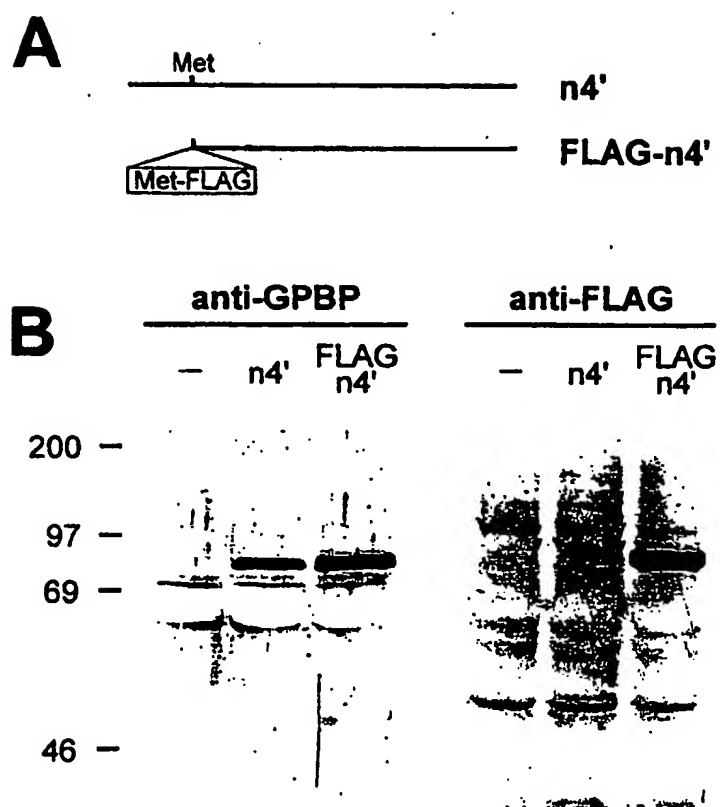 A
Met
n4'
FLAG-n4'
Met-FLAG
B
anti-GPBP
anti-FLAG
– n4' FLAG n4'
– n4' FLAG n4'
200
97
69
46